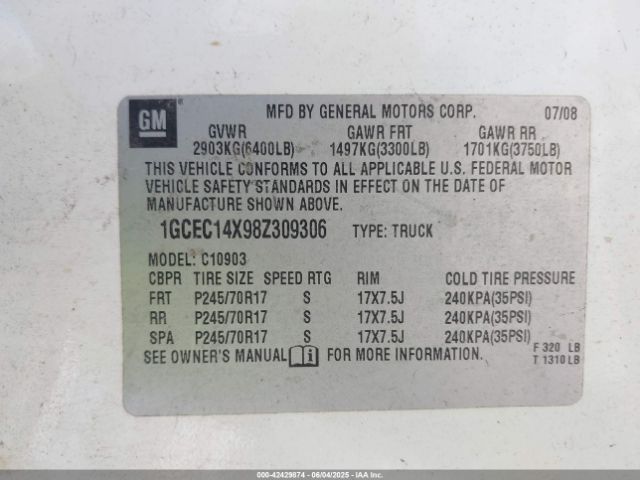 GM
MFD BY GENERAL MOTORS CORP. 07/08
GVWR GAWR FRT GAWR RR
2903KG(6400LB) 1497KG(3300LB) 1701KG(3750LB)
THIS VEHICLE CONFORMS TO ALL APPLICABLE U.S. FEDERAL MOTOR
VEHICLE SAFETY STANDARDS IN EFFECT ON THE DATE OF
MANUFACTURE SHOWN ABOVE.
1GCEC14X98Z309306 TYPE: TRUCK
MODEL: C10903
CBPR TIRE SIZE SPEED RTG RIM COLD TIRE PRESSURE
FRT P245/70R17 S 17X7.5J 240KPA(35PSI)
RR P245/70R17 S 17X7.5J 240KPA(35PSI)
SPA P245/70R17 S 17X7.5J 240KPA(35PSI)
SEE OWNER'S MANUAL i FOR MORE INFORMATION.
F 320 LB
T 1310 LB
000-42429874 - 06/04/2025 - IAAI.com